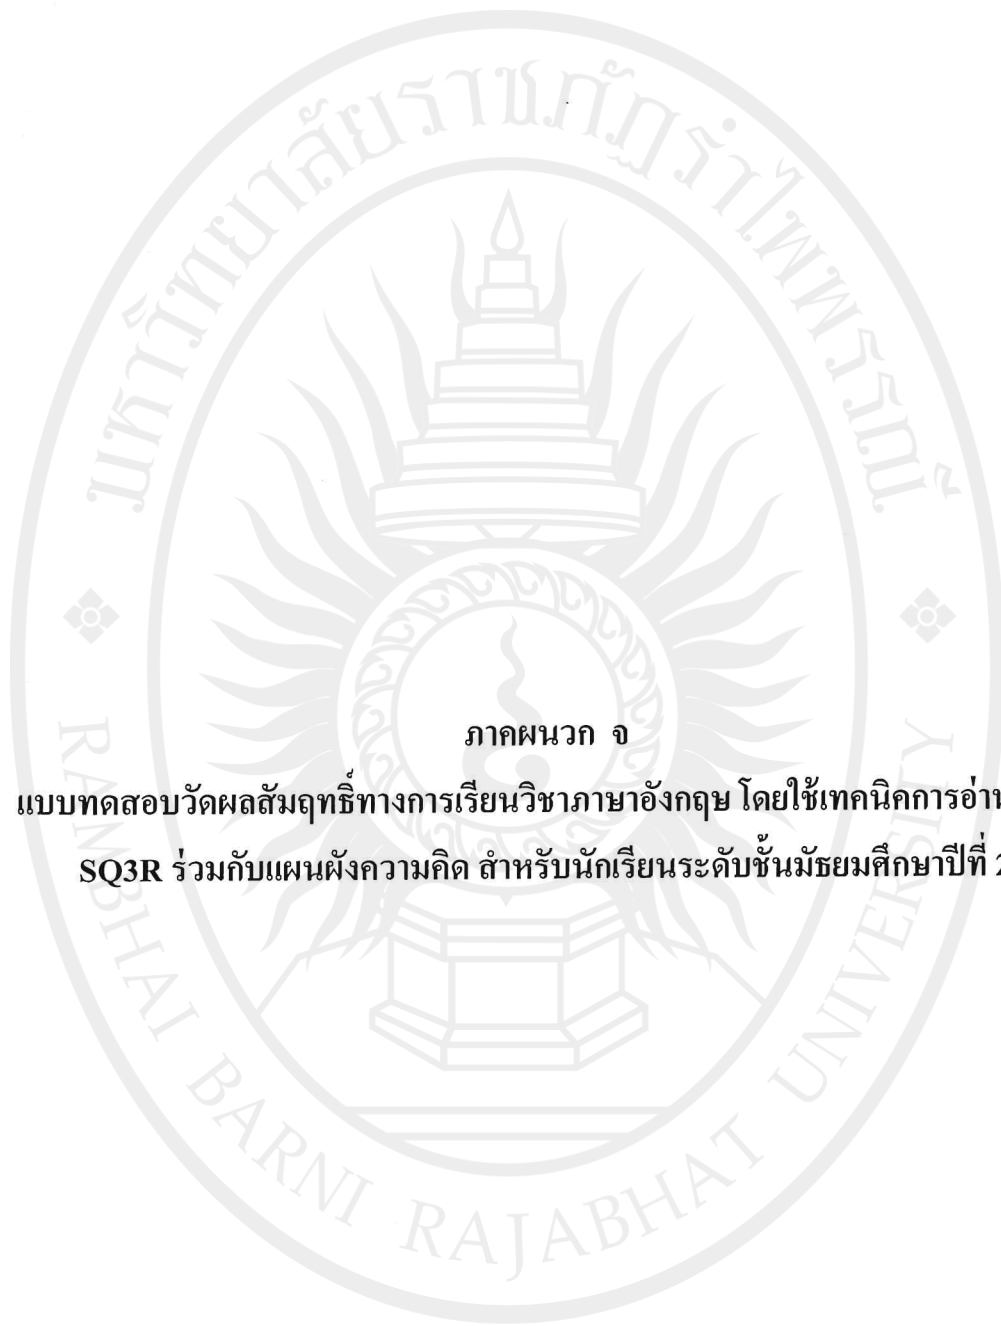 มหาวิทยาลัยราชภัฏรำไพพรรณี
ภาคผนวก จ
แบบทดสอบวัดผลสัมฤทธิ์ทางการเรียนวิชาภาษาอังกฤษ โดยใช้เทคนิคการอ่าน
SQ3R ร่วมกับแผนผังความคิด สำหรับนักเรียนระดับชั้นมัธยมศึกษาปีที่ 2
RAMBHAI BARNI RAJABHAT UNIVERSITY